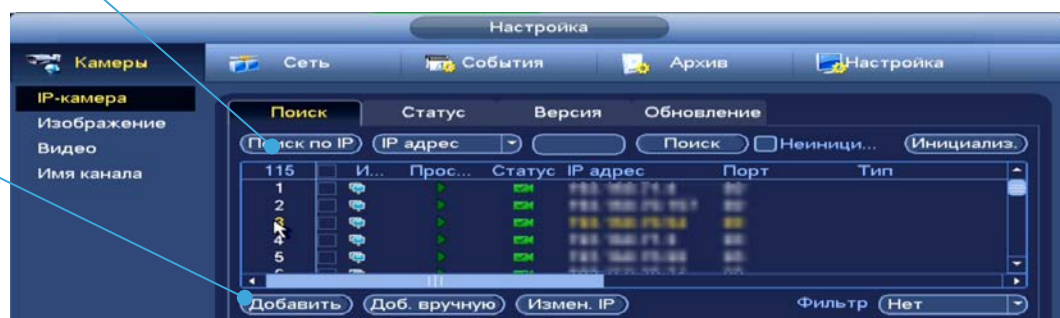 Настройка
Камеры Сеть События Архив Настройка
IP-камера
Изображение
Видео
Имя канала
Поиск Статус Версия Обновление
Поиск по IP IP адрес Поиск Неиници... Инициализ.
115 И... Прос... Статус IP адрес Порт Тип
1
2
3
4
5
Добавить Доб. вручную Измен. IP Фильтр Нет